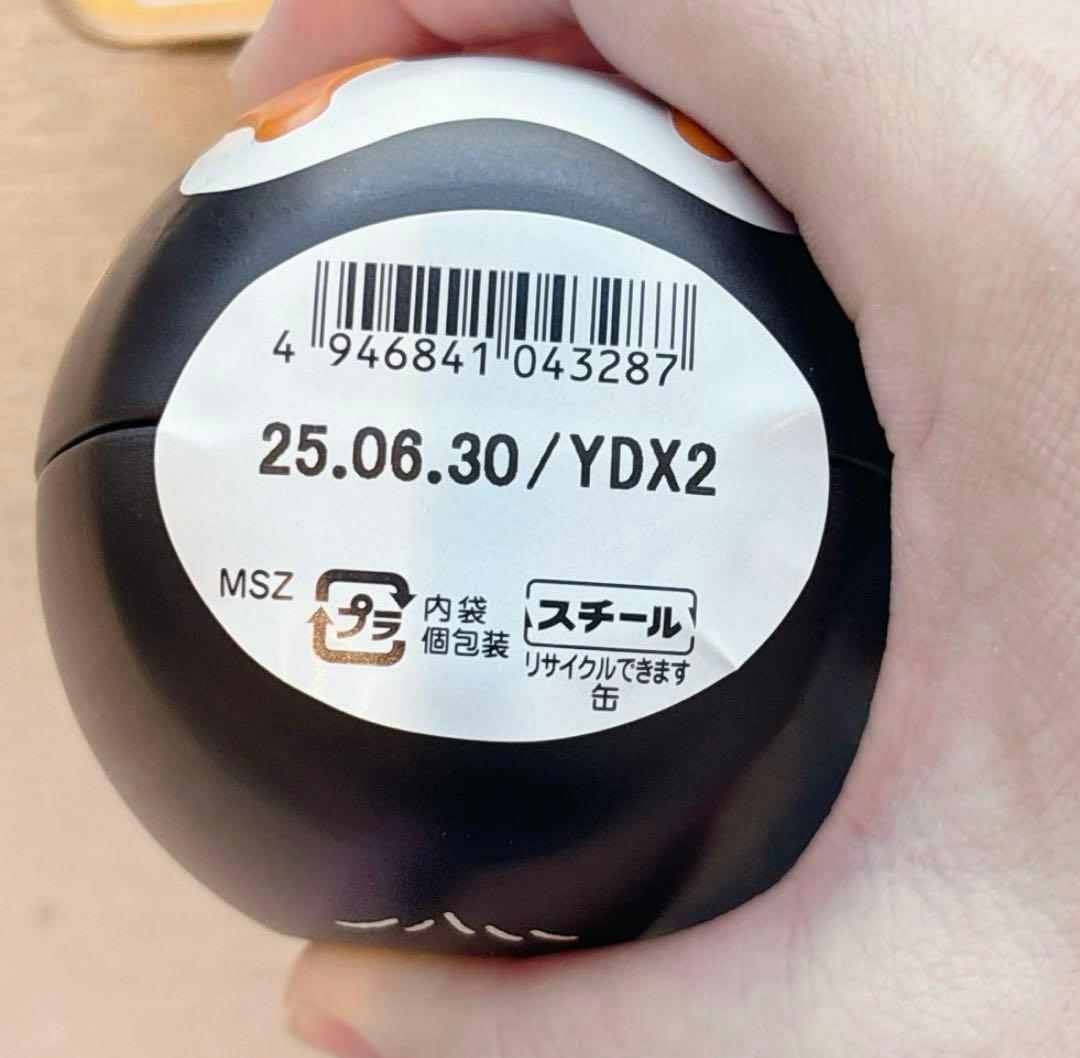 4 946841 043287
25.06.30/YDX2
MSZ
プラ
内袋
個包装
スチール
リサイクルできます
缶